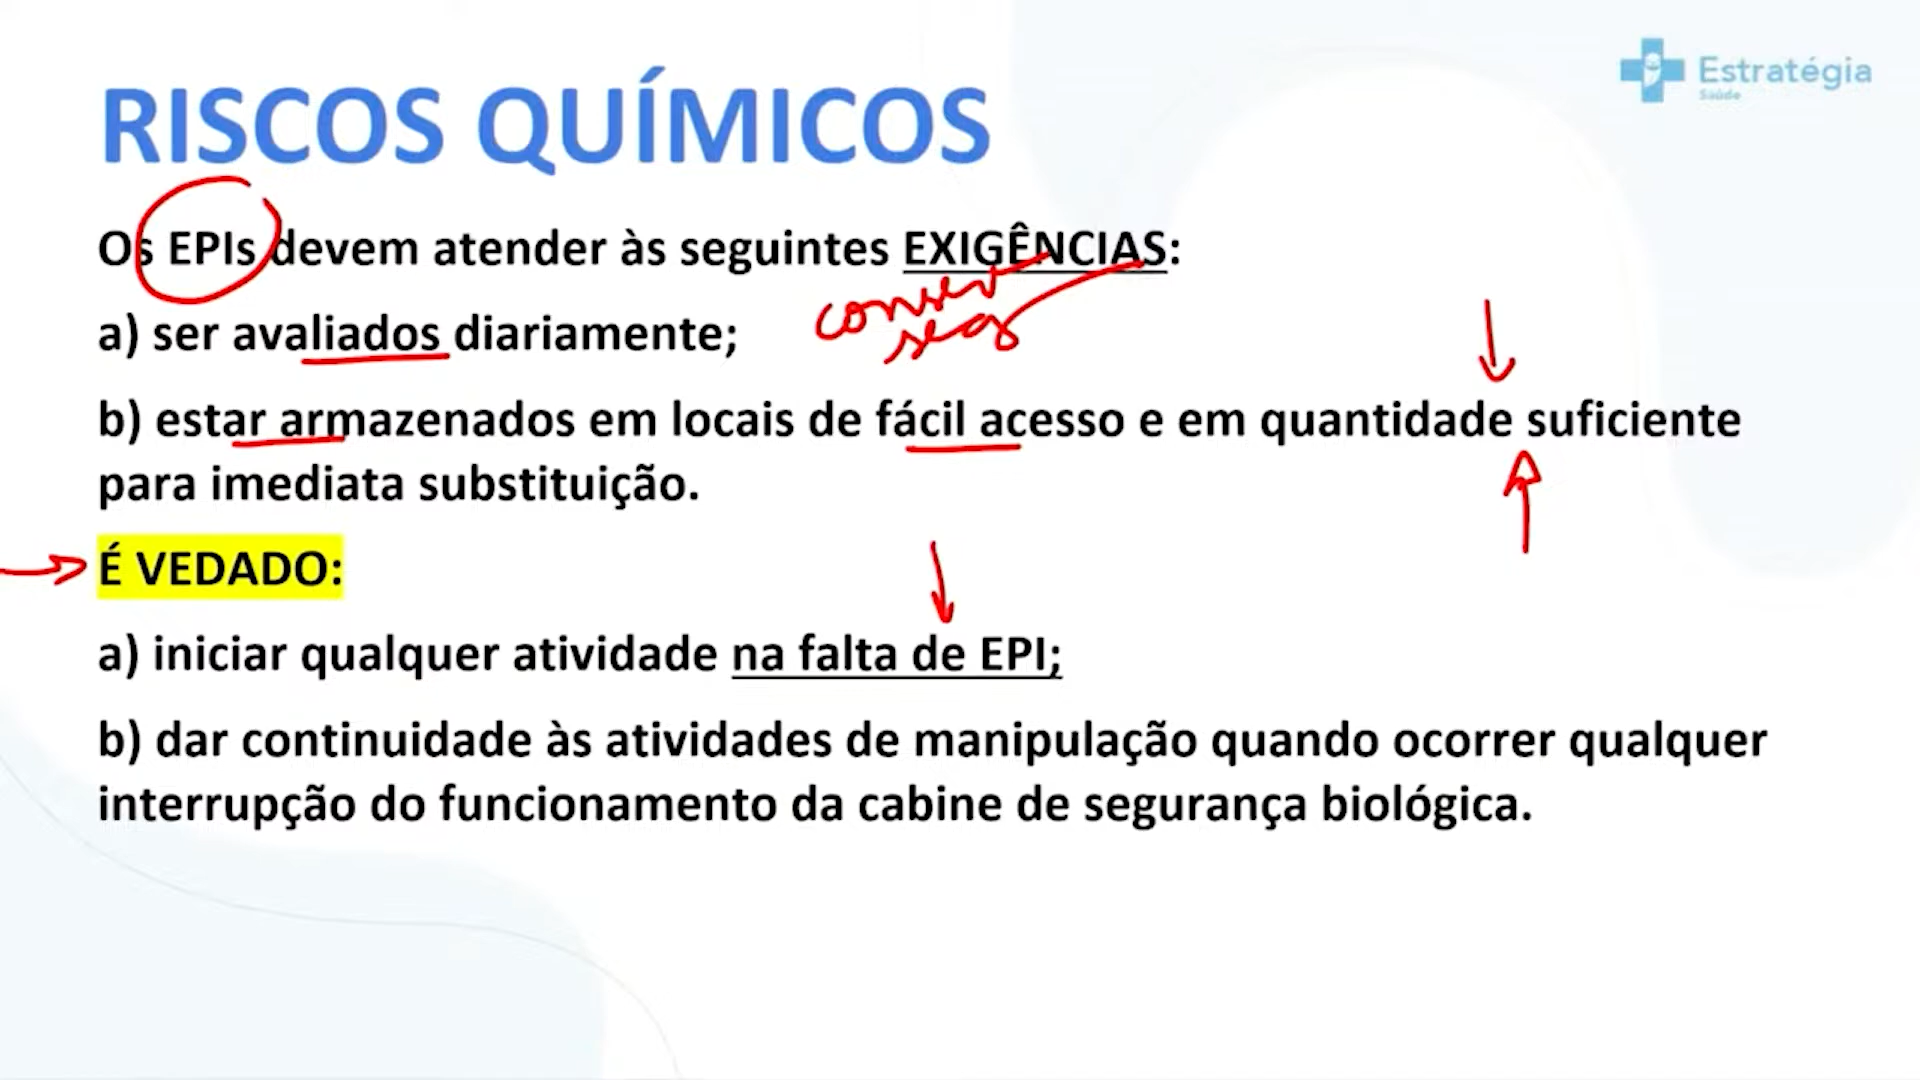 Estratégia
Saúde
RISCOS QUÍMICOS
Os EPIs devem atender às seguintes EXIGÊNCIAS:
conserv
seg
a) ser avaliados diariamente;
b) estar armazenados em locais de fácil acesso e em quantidade suficiente
para imediata substituição.
É VEDADO:
a) iniciar qualquer atividade na falta de EPI;
b) dar continuidade às atividades de manipulação quando ocorrer qualquer
interrupção do funcionamento da cabine de segurança biológica.